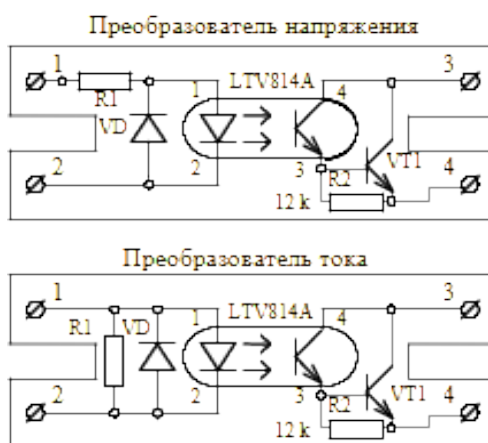 Преобразователь напряжения
1 R1 1 LTV814A 4 3
VD
2 2 3 R2 VT1 4
12 k
Преобразователь тока
1 1 LTV814A 4 3
R1 VD
2 2 3 R2 VT1 4
12 k